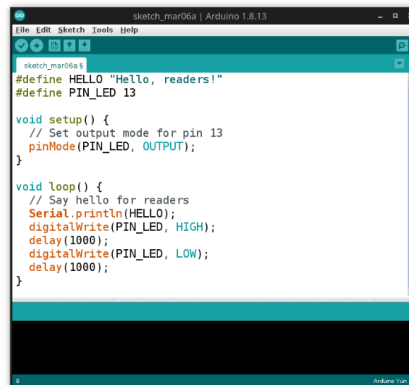 sketch_mar06a | Arduino 1.8.13
File Edit Sketch Tools Help
sketch_mar06a §
#define HELLO "Hello, readers!"
#define PIN_LED 13
void setup() {
// Set output mode for pin 13
pinMode(PIN_LED, OUTPUT);
}
void loop() {
// Say hello for readers
Serial.println(HELLO);
digitalWrite(PIN_LED, HIGH);
delay(1000);
digitalWrite(PIN_LED, LOW);
delay(1000);
}
8 Arduino Yún